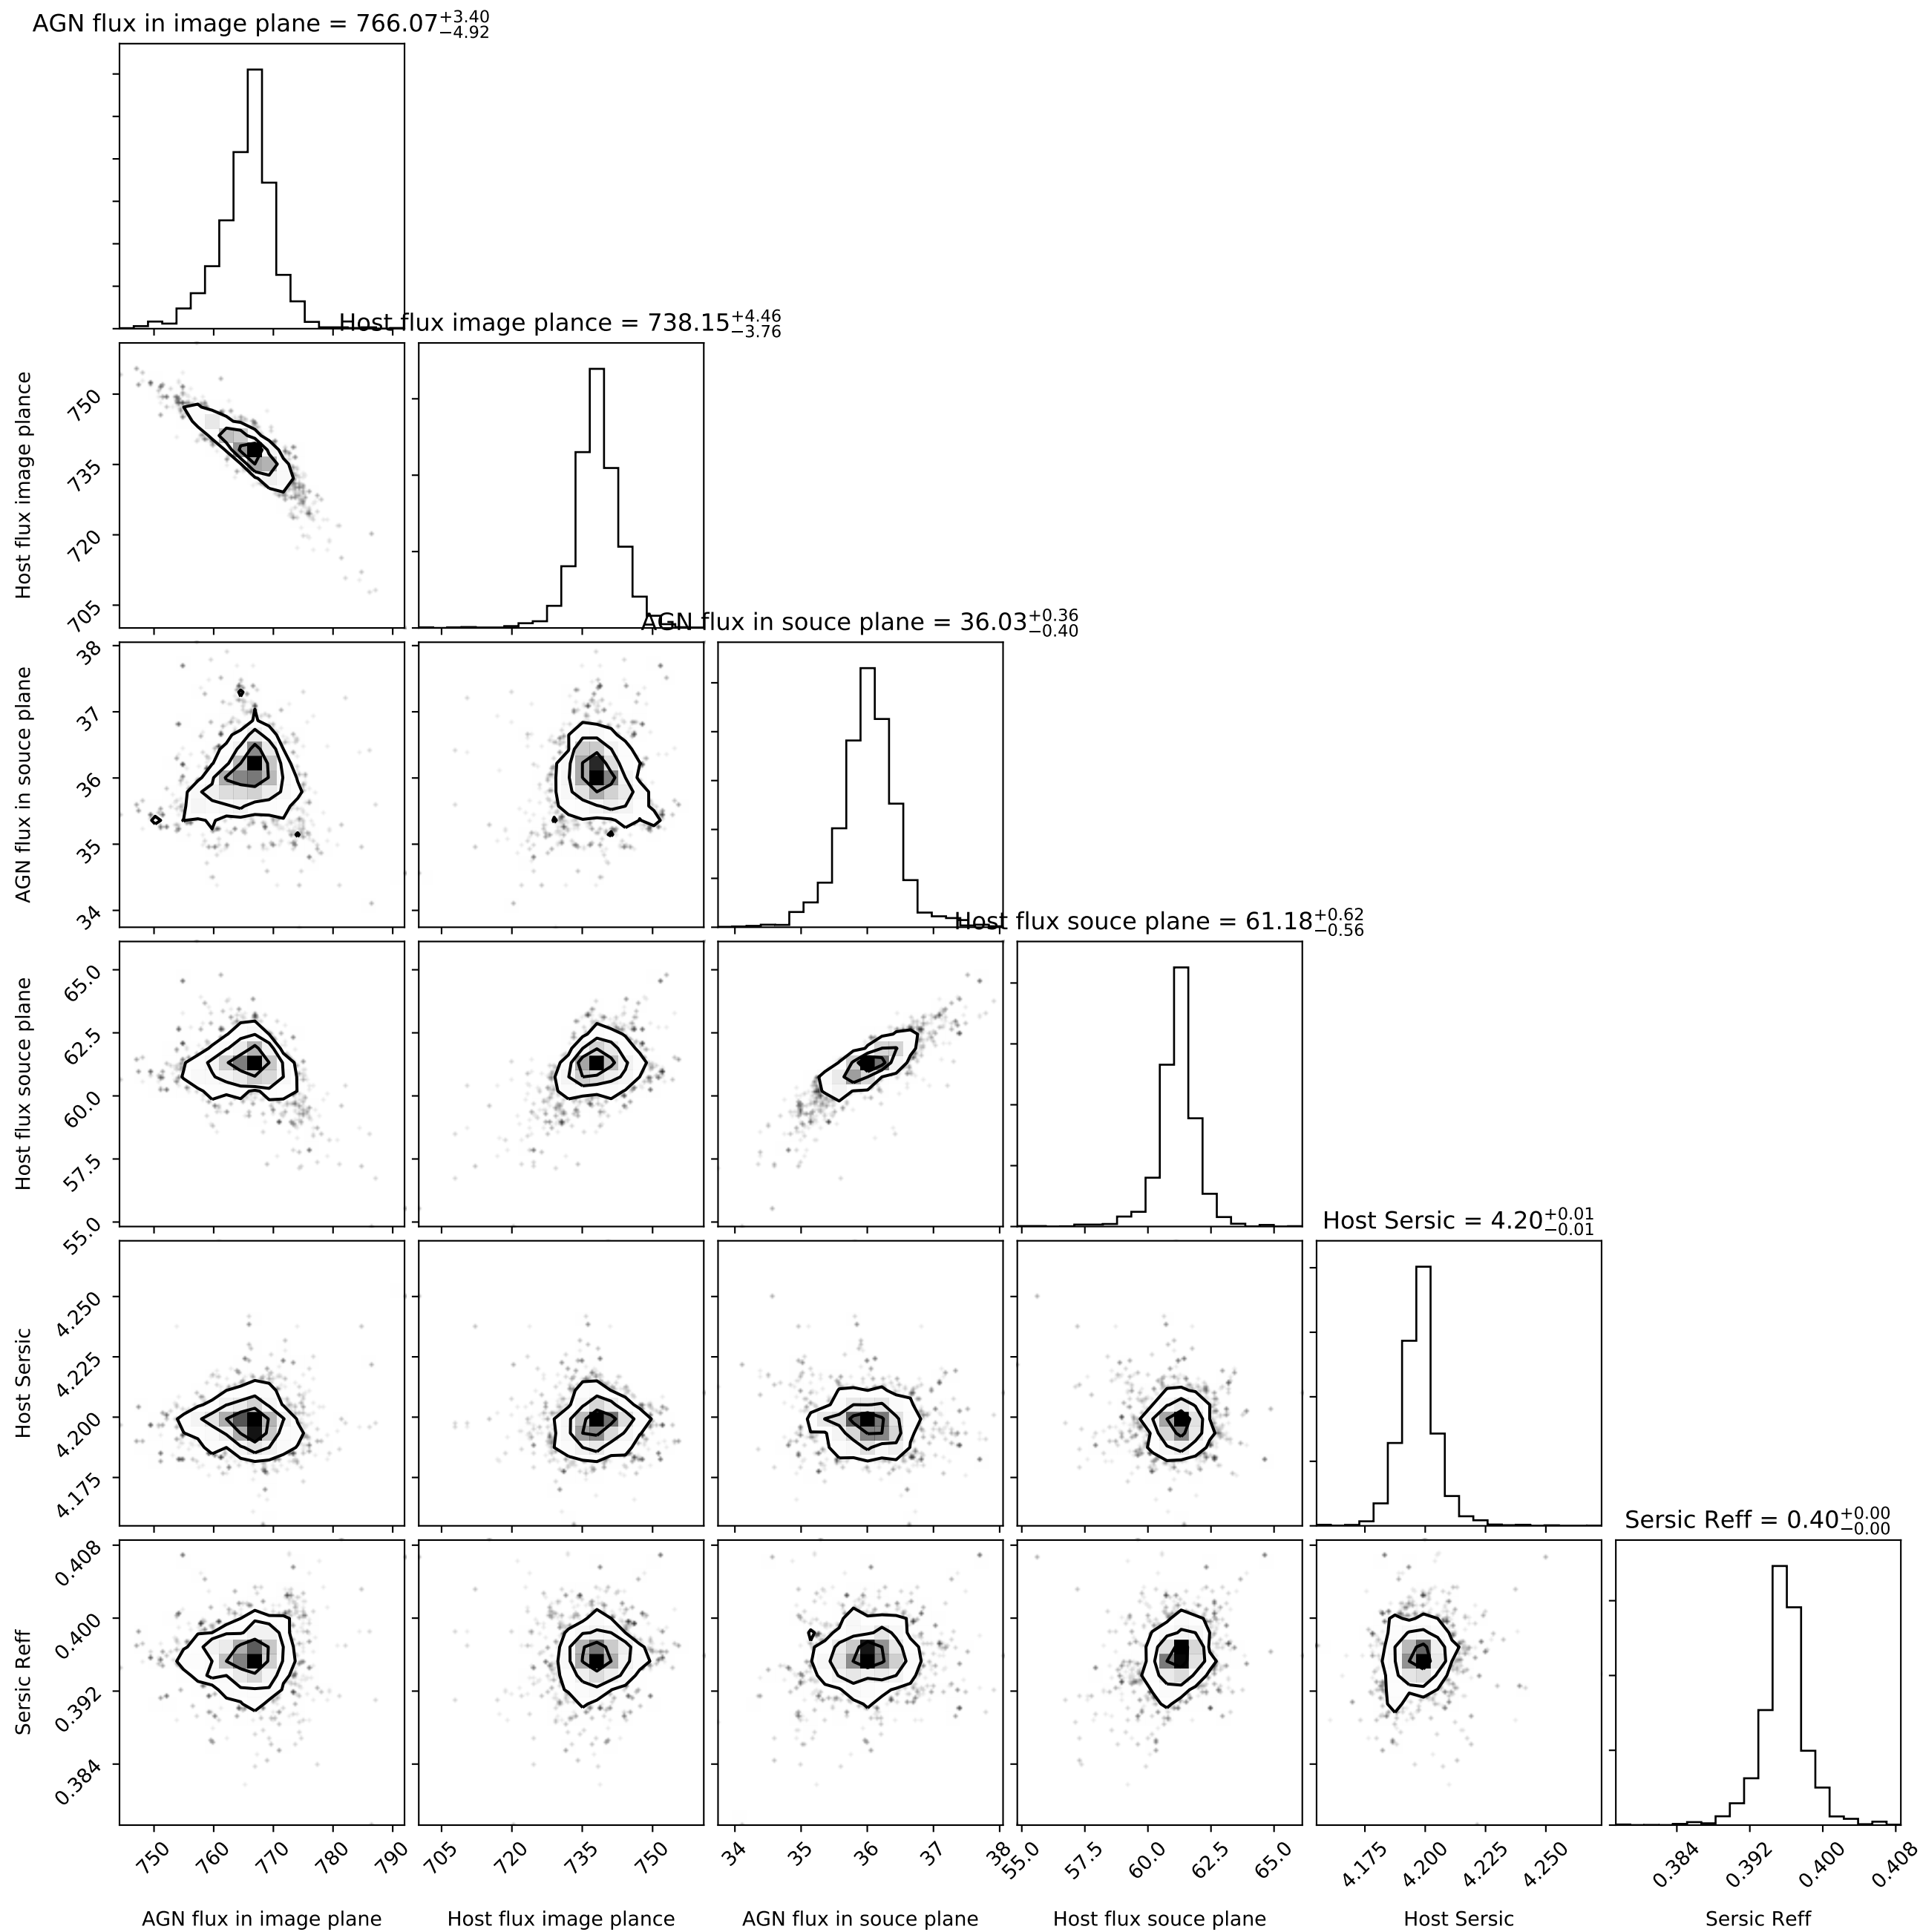 AGN flux in image plane = 766.07 +3.40 −4.92
Host flux image plance = 738.15 +4.46 −3.76
Host flux image plance
750
735
720
705
AGN flux in souce plane = 36.03 +0.36 −0.40
AGN flux in souce plane
38
37
36
35
34
Host flux souce plane = 61.18 +0.62 −0.56
Host flux souce plane
65.0
62.5
60.0
57.5
55.0
Host Sersic = 4.20 +0.01 −0.01
Host Sersic
4.250
4.225
4.200
4.175
Sersic Reff = 0.40 +0.00 −0.00
Sersic Reff
0.408
0.400
0.392
0.384
750 760 770 780 790 705 720 735 750 34 35 36 37 38 55.0 57.5 60.0 62.5 65.0 4.175 4.200 4.225 4.250 0.384 0.392 0.400 0.408
AGN flux in image plane Host flux image plance AGN flux in souce plane Host flux souce plane Host Sersic Sersic Reff